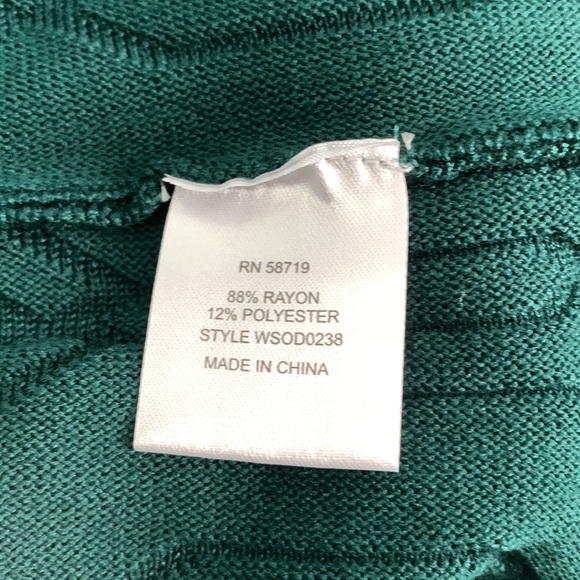 RN 58719
88% RAYON
12% POLYESTER
STYLE WSOD0238
MADE IN CHINA